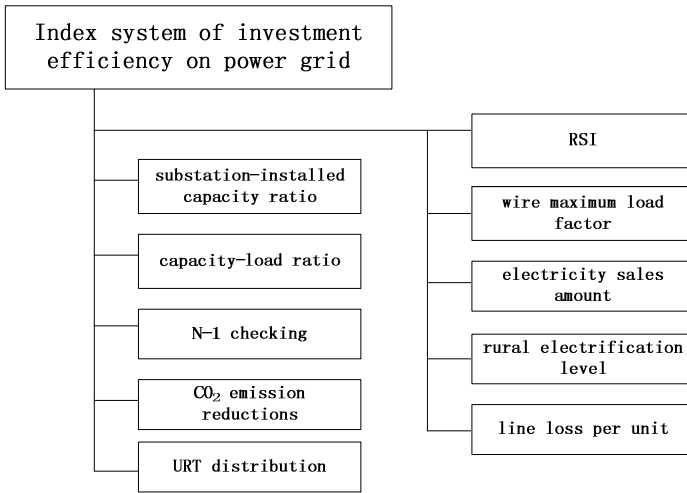 Index system of investment
efficiency on power grid
substation-installed
capacity ratio
capacity-load ratio
N-1 checking
CO₂ emission
reductions
URT distribution
RSI
wire maximum load
factor
electricity sales
amount
rural electrification
level
line loss per unit